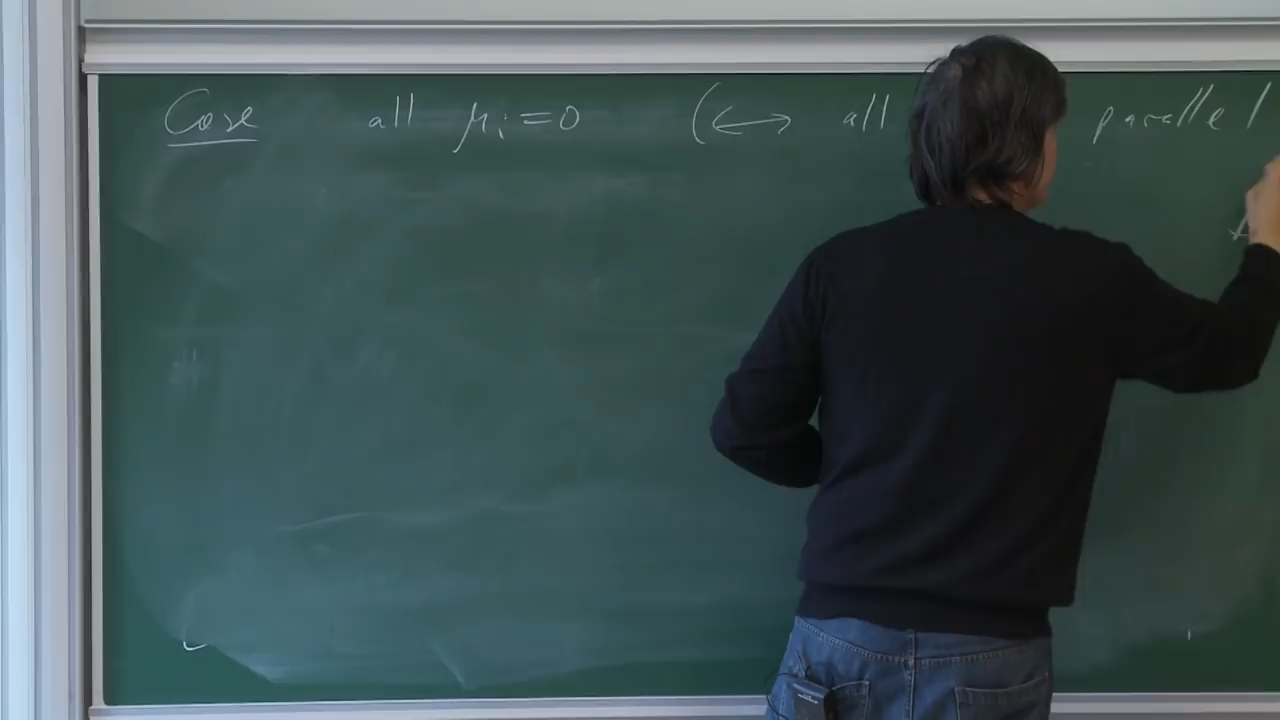 Case all μi = 0 (⟷ all parallel